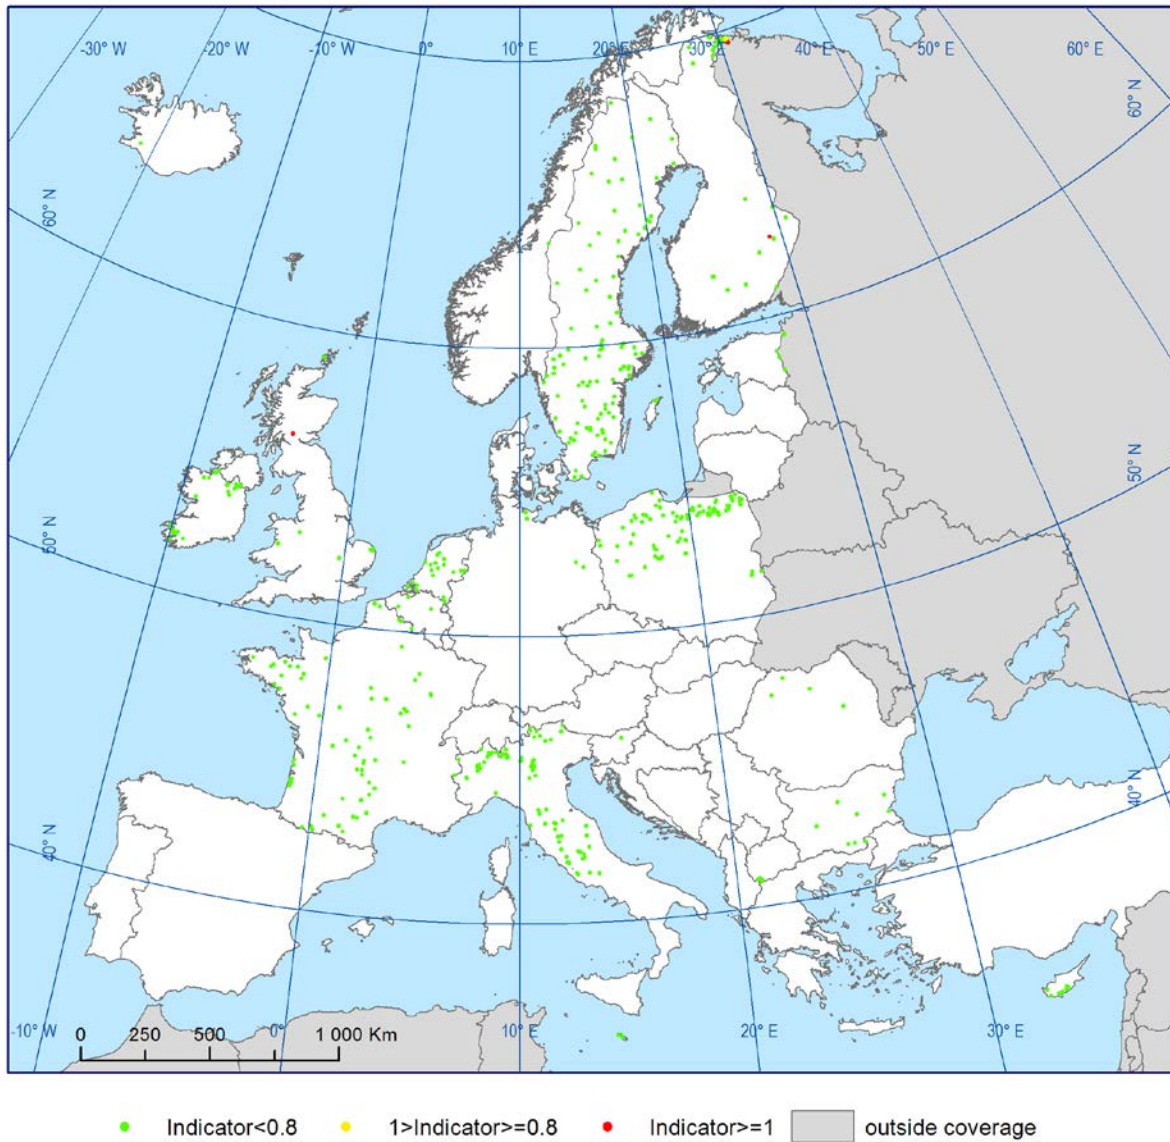 -30° W
-20° W
-10° W
0°
10° E
20° E
30° E
40° E
50° E
60° E
60° N
60° N
50° N
50° N
40° N
40° N
-10° W
0°
10° E
20° E
30° E
0 250 500 1 000 Km
Indicator<0.8 1>Indicator>=0.8 Indicator>=1 outside coverage